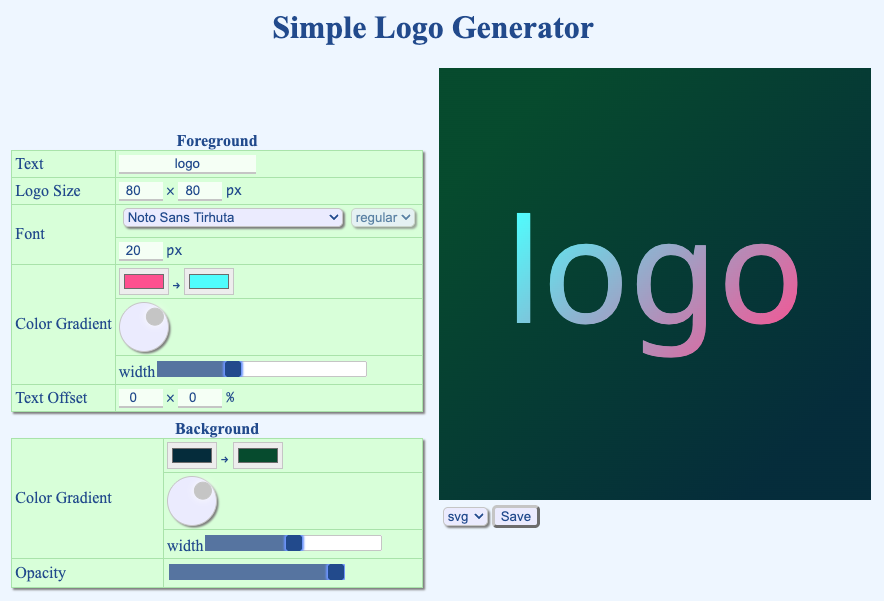 Simple Logo Generator
Foreground
Text logo
Logo Size 80 x 80 px
Font Noto Sans Tirhuta regular
20 px
Color Gradient →
width
Text Offset 0 x 0 %
Background
Color Gradient →
width
Opacity
logo
svg Save